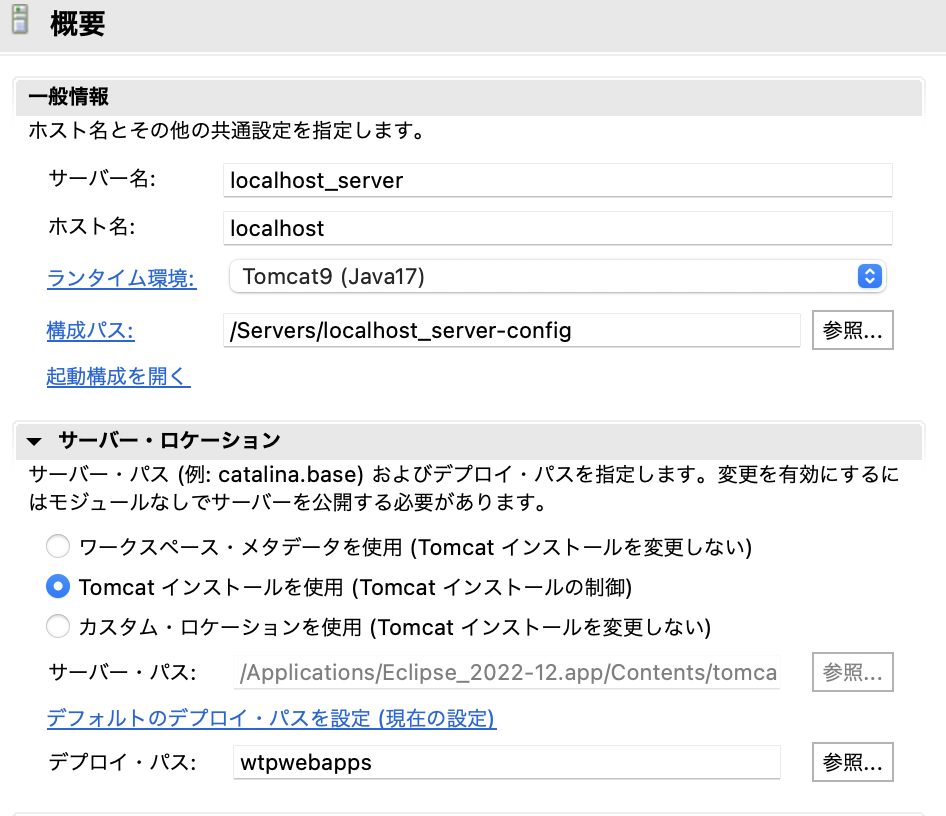 概要
一般情報
ホスト名とその他の共通設定を指定します。
サーバー名: localhost_server
ホスト名: localhost
ランタイム環境: Tomcat9 (Java17)
構成パス: /Servers/localhost_server-config 参照...
起動構成を開く
サーバー・ロケーション
サーバー・パス (例: catalina.base) およびデプロイ・パスを指定します。変更を有効にするに
はモジュールなしでサーバーを公開する必要があります。
ワークスペース・メタデータを使用 (Tomcat インストールを変更しない)
Tomcat インストールを使用 (Tomcat インストールの制御)
カスタム・ロケーションを使用 (Tomcat インストールを変更しない)
サーバー・パス: /Applications/Eclipse_2022-12.app/Contents/tomca 参照...
デフォルトのデプロイ・パスを設定 (現在の設定)
デプロイ・パス: wtpwebapps 参照...